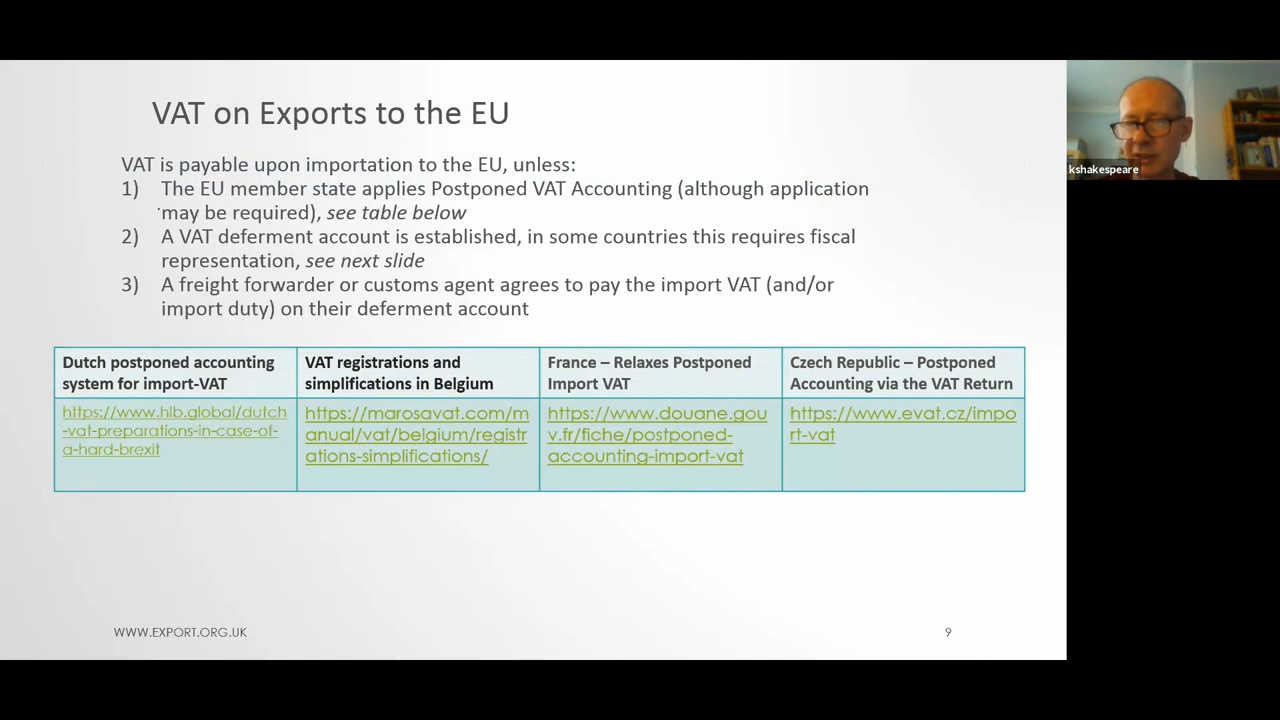 VAT on Exports to the EU
VAT is payable upon importation to the EU, unless:
1) The EU member state applies Postponed VAT Accounting (although application
may be required), see table below
2) A VAT deferment account is established, in some countries this requires fiscal
representation, see next slide
3) A freight forwarder or customs agent agrees to pay the import VAT (and/or
import duty) on their deferment account
Dutch postponed accounting
system for import-VAT
VAT registrations and
simplifications in Belgium
France – Relaxes Postponed
Import VAT
Czech Republic – Postponed
Accounting via the VAT Return
https://www.hlb.global/dutch
-vat-preparations-in-case-of-
a-hard-brexit
https://marosavat.com/m
anual/vat/belgium/registr
ations-simplifications/
https://www.douane.gou
v.fr/fiche/postponed-
accounting-import-vat
https://www.evat.cz/impo
rt-vat
WWW.EXPORT.ORG.UK
9
kshakespeare